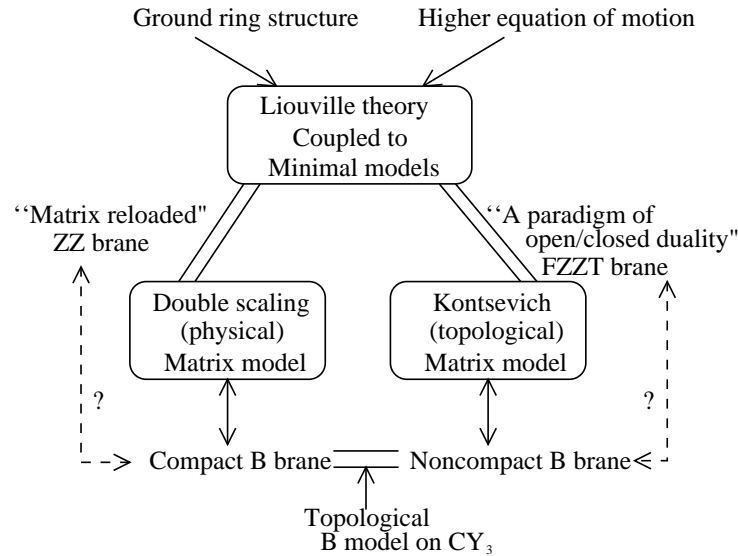 Ground ring structure
Higher equation of motion
Liouville theory
Coupled to
Minimal models
‘‘Matrix reloaded"
ZZ brane
‘‘A paradigm of
open/closed duality"
FZZT brane
Double scaling
(physical)
Matrix model
Kontsevich
(topological)
Matrix model
?
?
Compact B brane
Noncompact B brane
Topological
B model on CY₃